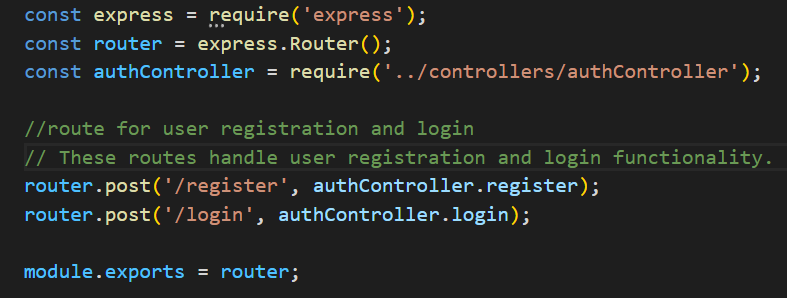 const express = require('express');
const router = express.Router();
const authController = require('../controllers/authController');
//route for user registration and login
// These routes handle user registration and login functionality.
router.post('/register', authController.register);
router.post('/login', authController.login);
module.exports = router;